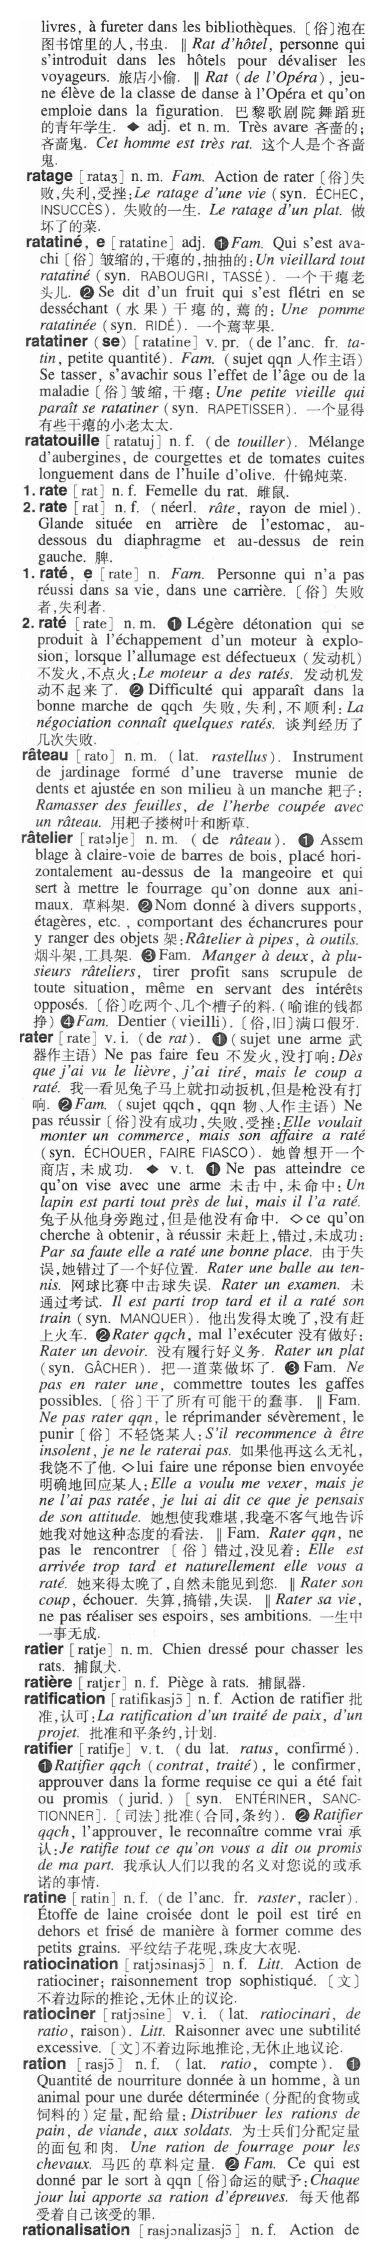 livres, à fureter dans les bibliothèques. 〔俗〕泡在
图书馆里的人,书虫. ‖ Rat d'hôtel, personne qui
s'introduit dans les hôtels pour dévaliser les
voyageurs. 旅店小偷. ‖ Rat (de l'Opéra), jeu-
ne élève de la classe de danse à l'Opéra et qu'on
emploie dans la figuration. 巴黎歌剧院舞蹈班
的青年学生. ◆ adj. et n. m. Très avare 吝啬的;
吝啬鬼. Cet homme est très rat. 这个人是个吝啬
鬼.
ratage [rataʒ] n. m. Fam. Action de rater〔俗〕失
败,失利,受挫:Le ratage d'une vie (syn. ÉCHEC,
INSUCCÈS). 失败的一生. Le ratage d'un plat. 做
坏了的菜.
ratatiné, e [ratatine] adj. ❶Fam. Qui s'est ava-
chi〔俗〕皱缩的,干瘪的,抽抽的:Un vieillard tout
ratatiné (syn. RABOUGRI, TASSÉ). 一个干瘪老
头儿. ❷Se dit d'un fruit qui s'est flétri en se
desséchant (水果) 干瘪的, 蔫的: Une pomme
ratatinée (syn. RIDÉ). 一个蔫苹果.
ratatiner (se) [ratatine] v. pr. (de l'anc. fr. ta-
tin, petite quantité). Fam. (sujet qqn 人作主语)
Se tasser, s'avachir sous l'effet de l'âge ou de la
maladie〔俗〕皱缩,干瘪: Une petite vieille qui
paraît se ratatiner (syn. RAPETISSER). 一个显得
有些干瘪的小老太太.
ratatouille [ratatuj] n. f. (de touiller). Mélange
d'aubergines, de courgettes et de tomates cuites
longuement dans de l'huile d'olive. 什锦炖菜.
1. rate [rat] n. f. Femelle du rat. 雌鼠.
2. rate [rat] n. f. (néerl. râte, rayon de miel).
Glande située en arrière de l'estomac, au-
dessous du diaphragme et au-dessus de rein
gauche. 脾.
1. raté, e [rate] n. Fam. Personne qui n'a pas
réussi dans sa vie, dans une carrière. 〔俗〕失败
者,失利者.
2. raté [rate] n. m. ❶ Légère détonation qui se
produit à l'échappement d'un moteur à explo-
sion, lorsque l'allumage est défectueux (发动机)
不发火,不点火:Le moteur a des ratés. 发动机发
动不起来了. ❷ Difficulté qui apparaît dans la
bonne marche de qqch 失败,失利,不顺利: La
négociation connaît quelques ratés. 谈判经历了
几次失败.
râteau [rato] n. m. (lat. rastellus). Instrument
de jardinage formé d'une traverse munie de
dents et ajustée en son milieu à un manche 耙子:
Ramasser des feuilles, de l'herbe coupée avec
un râteau. 用耙子搂树叶和断草.
râtelier [ratəlje] n. m. (de râteau). ❶ Assem
blage à claire-voie de barres de bois, placé hori-
zontalement au-dessus de la mangeoire et qui
sert à mettre le fourrage qu'on donne aux ani-
maux. 草料架. ❷Nom donné à divers supports,
étagères, etc., comportant des échancrures pour
y ranger des objets 架:Râtelier à pipes, à outils.
烟斗架,工具架. ❸Fam. Manger à deux, à plu-
sieurs râteliers, tirer profit sans scrupule de
toute situation, même en servant des intérêts
opposés. 〔俗〕吃两个、几个槽子的料. (喻谁的钱都
挣) ❹Fam. Dentier (vieilli). 〔俗,旧〕满口假牙.
rater [rate] v. i. (de rat). ❶(sujet une arme 武
器作主语) Ne pas faire feu 不发火,没打响:Dès
que j'ai vu le lièvre, j'ai tiré, mais le coup a
raté. 我一看见兔子马上就扣动扳机,但是枪没有打
响. ❷Fam. (sujet qqch, qqn 物、人作主语) Ne
pas réussir〔俗〕没有成功,失败,受挫:Elle voulait
monter un commerce, mais son affaire a raté
(syn. ÉCHOUER, FAIRE FIASCO). 她曾想开一个
商店,未成功. ◆ v. t. ❶ Ne pas atteindre ce
qu'on vise avec une arme 未击中,未命中: Un
lapin est parti tout près de lui, mais il l'a raté.
兔子从他身旁跑过,但是他没有命中. ◇ce qu'on
cherche à obtenir, à réussir 未赶上,错过,未成功:
Par sa faute elle a raté une bonne place. 由于失
误,她错过了一个好位置. Rater une balle au ten-
nis. 网球比赛中击球失误. Rater un examen. 未
通过考试. Il est parti trop tard et il a raté son
train (syn. MANQUER). 他出发得太晚了,没有赶
上火车. ❷Rater qqch, mal l'exécuter 没有做好:
Rater un devoir. 没有履行好义务. Rater un plat
(syn. GÂCHER). 把一道菜做坏了. ❸ Fam. Ne
pas en rater une, commettre toutes les gaffes
possibles. 〔俗〕干了所有可能干的蠢事. ‖ Fam.
Ne pas rater qqn, le réprimander sévèrement, le
punir〔俗〕不轻饶某人:S'il recommence à être
insolent, je ne le raterai pas. 如果他再这么无礼,
我饶不了他. ◇lui faire une réponse bien envoyée
明确地回应某人:Elle a voulu me vexer, mais je
ne l'ai pas ratée, je lui ai dit ce que je pensais
de son attitude. 她想使我难堪,我毫不客气地告诉
她我对她这种态度的看法. ‖ Fam. Rater qqn, ne
pas le rencontrer 〔俗〕错过,没见着: Elle est
arrivée trop tard et naturellement elle vous a
raté. 她来得太晚了,自然未能见到您. ‖ Rater son
coup, échouer. 失算,搞错,失误. ‖ Rater sa vie,
ne pas réaliser ses espoirs, ses ambitions. 一生中
一事无成.
ratier [ratje] n. m. Chien dressé pour chasser les
rats. 捕鼠犬.
ratière [ratjɛr] n. f. Piège à rats. 捕鼠器.
ratification [ratifikasjɔ̃] n. f. Action de ratifier 批
准,认可:La ratification d'un traité de paix, d'un
projet. 批准和平条约,计划.
ratifier [ratifje] v. t. (du lat. ratus, confirmé).
❶Ratifier qqch (contrat, traité), le confirmer,
approuver dans la forme requise ce qui a été fait
ou promis (jurid.) [syn. ENTÉRINER, SANC-
TIONNER]. 〔司法〕批准(合同,条约). ❷Ratifier
qqch, l'approuver, le reconnaître comme vrai 承
认:Je ratifie tout ce qu'on vous a dit ou promis
de ma part. 我承认人们以我的名义对您说的或承
诺的事情.
ratine [ratin] n. f. (de l'anc. fr. raster, racler).
Étoffe de laine croisée dont le poil est tiré en
dehors et frisé de manière à former comme des
petits grains. 平纹结子花呢,珠皮大衣呢.
ratiocination [ratjɔsinasjɔ̃] n. f. Litt. Action de
ratiociner; raisonnement trop sophistiqué. 〔文〕
不着边际的推论,无休止的议论.
ratiociner [ratjɔsine] v. i. (lat. ratiocinari, de
ratio, raison). Litt. Raisonner avec une subtilité
excessive. 〔文〕不着边际地推论,无休止地议论.
ration [rasjɔ̃] n. f. (lat. ratio, compte). ❶
Quantité de nourriture donnée à un homme, à un
animal pour une durée déterminée (分配的食物或
饲料的)定量,配给量: Distribuer les rations de
pain, de viande, aux soldats. 为士兵们分配定量
的面包和肉. Une ration de fourrage pour les
chevaux. 马匹的草料定量. ❷ Fam. Ce qui est
donné par le sort à qqn〔俗〕命运的赋予:Chaque
jour lui apporte sa ration d'épreuves. 每天他都
受着自己该受的罪.
rationalisation [rasjɔnalizasjɔ̃] n. f. Action de